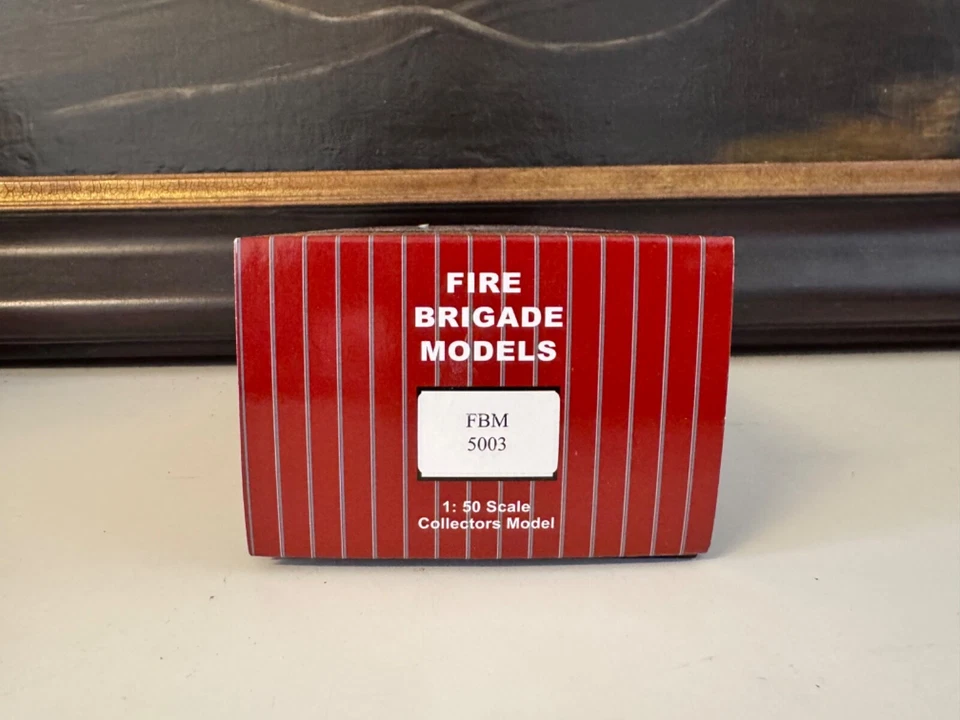 FIRE
BRIGADE
MODELS
FBM
5003
1: 50 Scale
Collectors Model